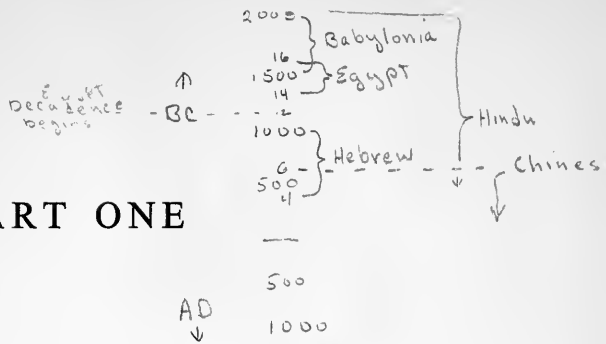 2000
Babylonia
16
1500
Egypt
14
Egypt
Decadence
begins
BC
12
1000
Hindu
Hebrew
6
Chines
500
4
ART ONE
500
AD
1000